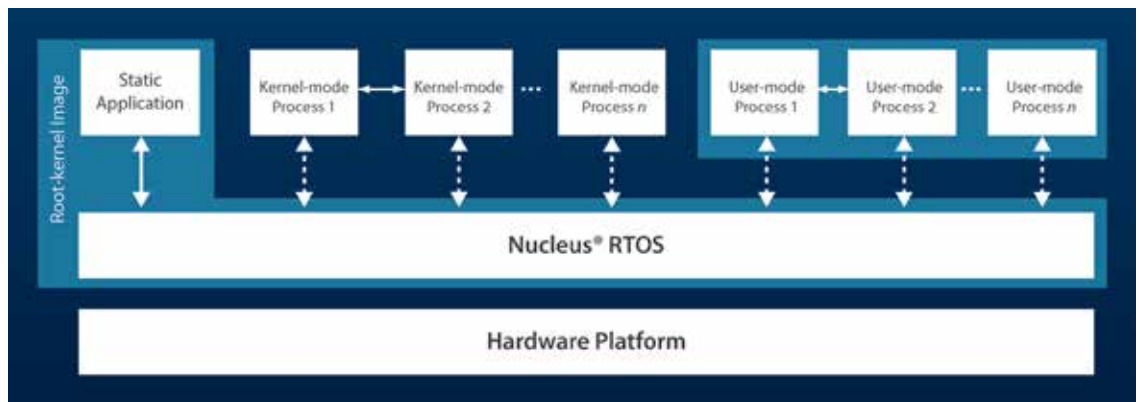 Root-kernel Image
Static
Application
Kernel-mode
Process 1
Kernel-mode
Process 2
...
Kernel-mode
Process n
User-mode
Process 1
User-mode
Process 2
...
User-mode
Process n
Nucleus® RTOS
Hardware Platform